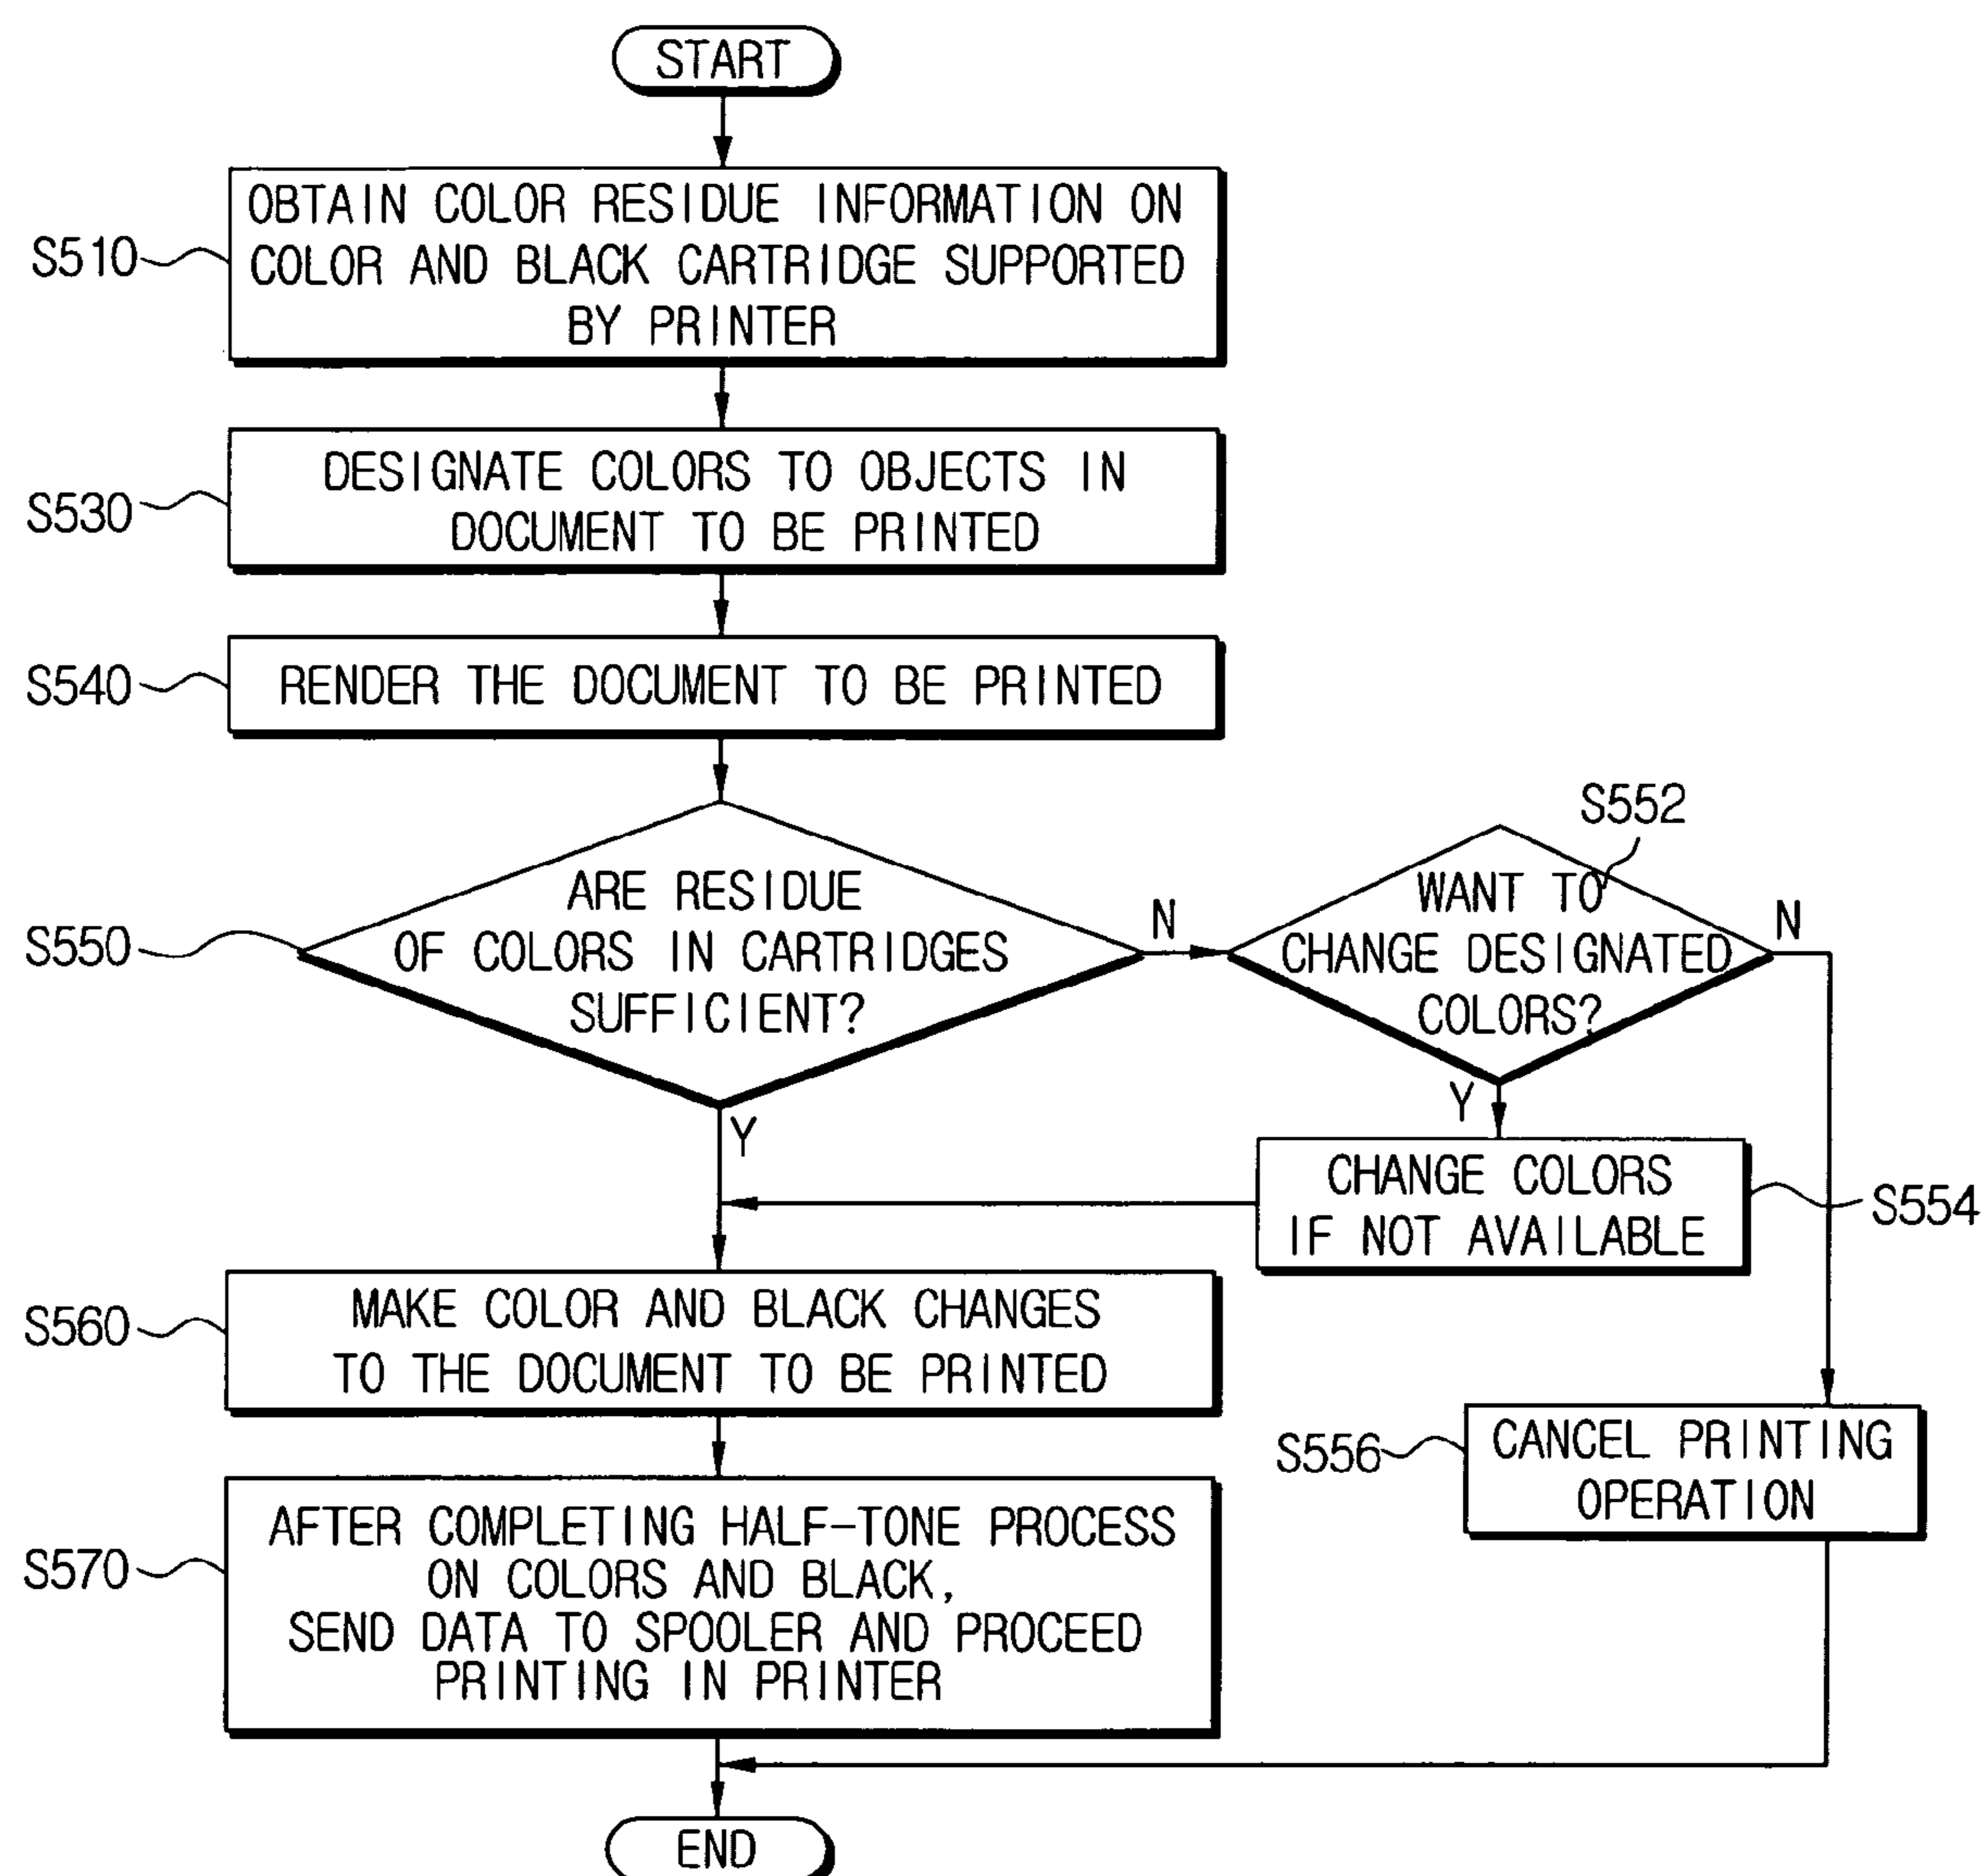 START
S510
OBTAIN COLOR RESIDUE INFORMATION ON
COLOR AND BLACK CARTRIDGE SUPPORTED
BY PRINTER
S530
DESIGNATE COLORS TO OBJECTS IN
DOCUMENT TO BE PRINTED
S540
RENDER THE DOCUMENT TO BE PRINTED
S550
ARE RESIDUE
OF COLORS IN CARTRIDGES
SUFFICIENT?
N
Y
S552
WANT TO
CHANGE DESIGNATED
COLORS?
N
Y
CHANGE COLORS
IF NOT AVAILABLE
S554
S560
MAKE COLOR AND BLACK CHANGES
TO THE DOCUMENT TO BE PRINTED
S556
CANCEL PRINTING
OPERATION
S570
AFTER COMPLETING HALF-TONE PROCESS
ON COLORS AND BLACK,
SEND DATA TO SPOOLER AND PROCEED
PRINTING IN PRINTER
END